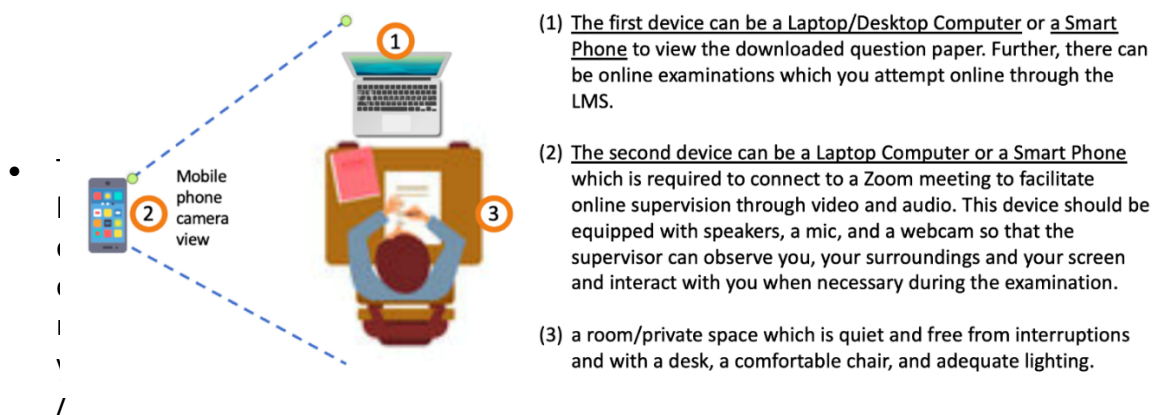 (1) The first device can be a Laptop/Desktop Computer or a Smart
Phone to view the downloaded question paper. Further, there can
be online examinations which you attempt online through the
LMS.
(2) The second device can be a Laptop Computer or a Smart Phone
which is required to connect to a Zoom meeting to facilitate
online supervision through video and audio. This device should be
equipped with speakers, a mic, and a webcam so that the
supervisor can observe you, your surroundings and your screen
and interact with you when necessary during the examination.
(3) a room/private space which is quiet and free from interruptions
and with a desk, a comfortable chair, and adequate lighting.
1
2
Mobile
phone
camera
view
3